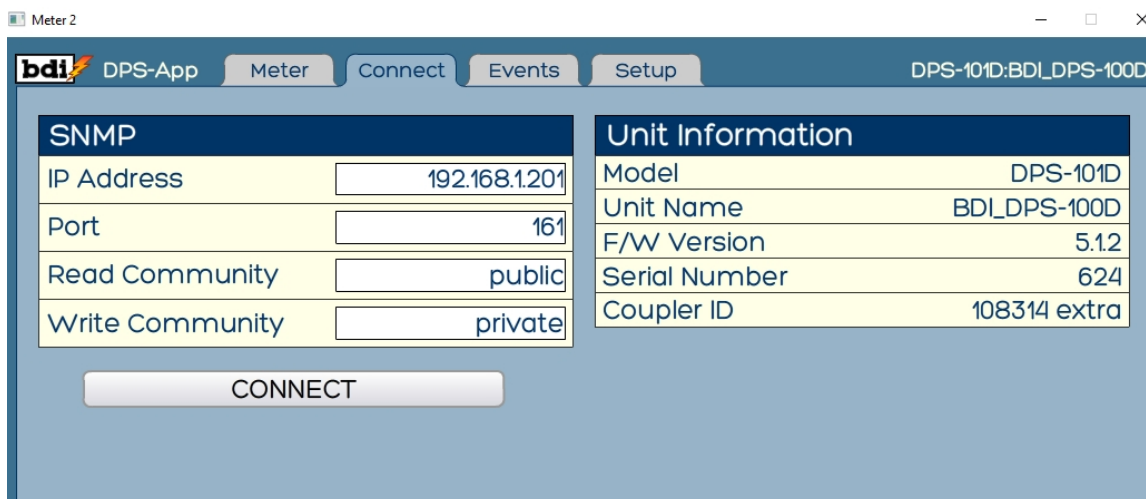 Meter 2
bdi DPS-App Meter Connect Events Setup DPS-101D:BDI_DPS-100D
SNMP
IP Address 192.168.1.201
Port 161
Read Community public
Write Community private
CONNECT
Unit Information
Model DPS-101D
Unit Name BDI_DPS-100D
F/W Version 5.1.2
Serial Number 624
Coupler ID 108314 extra